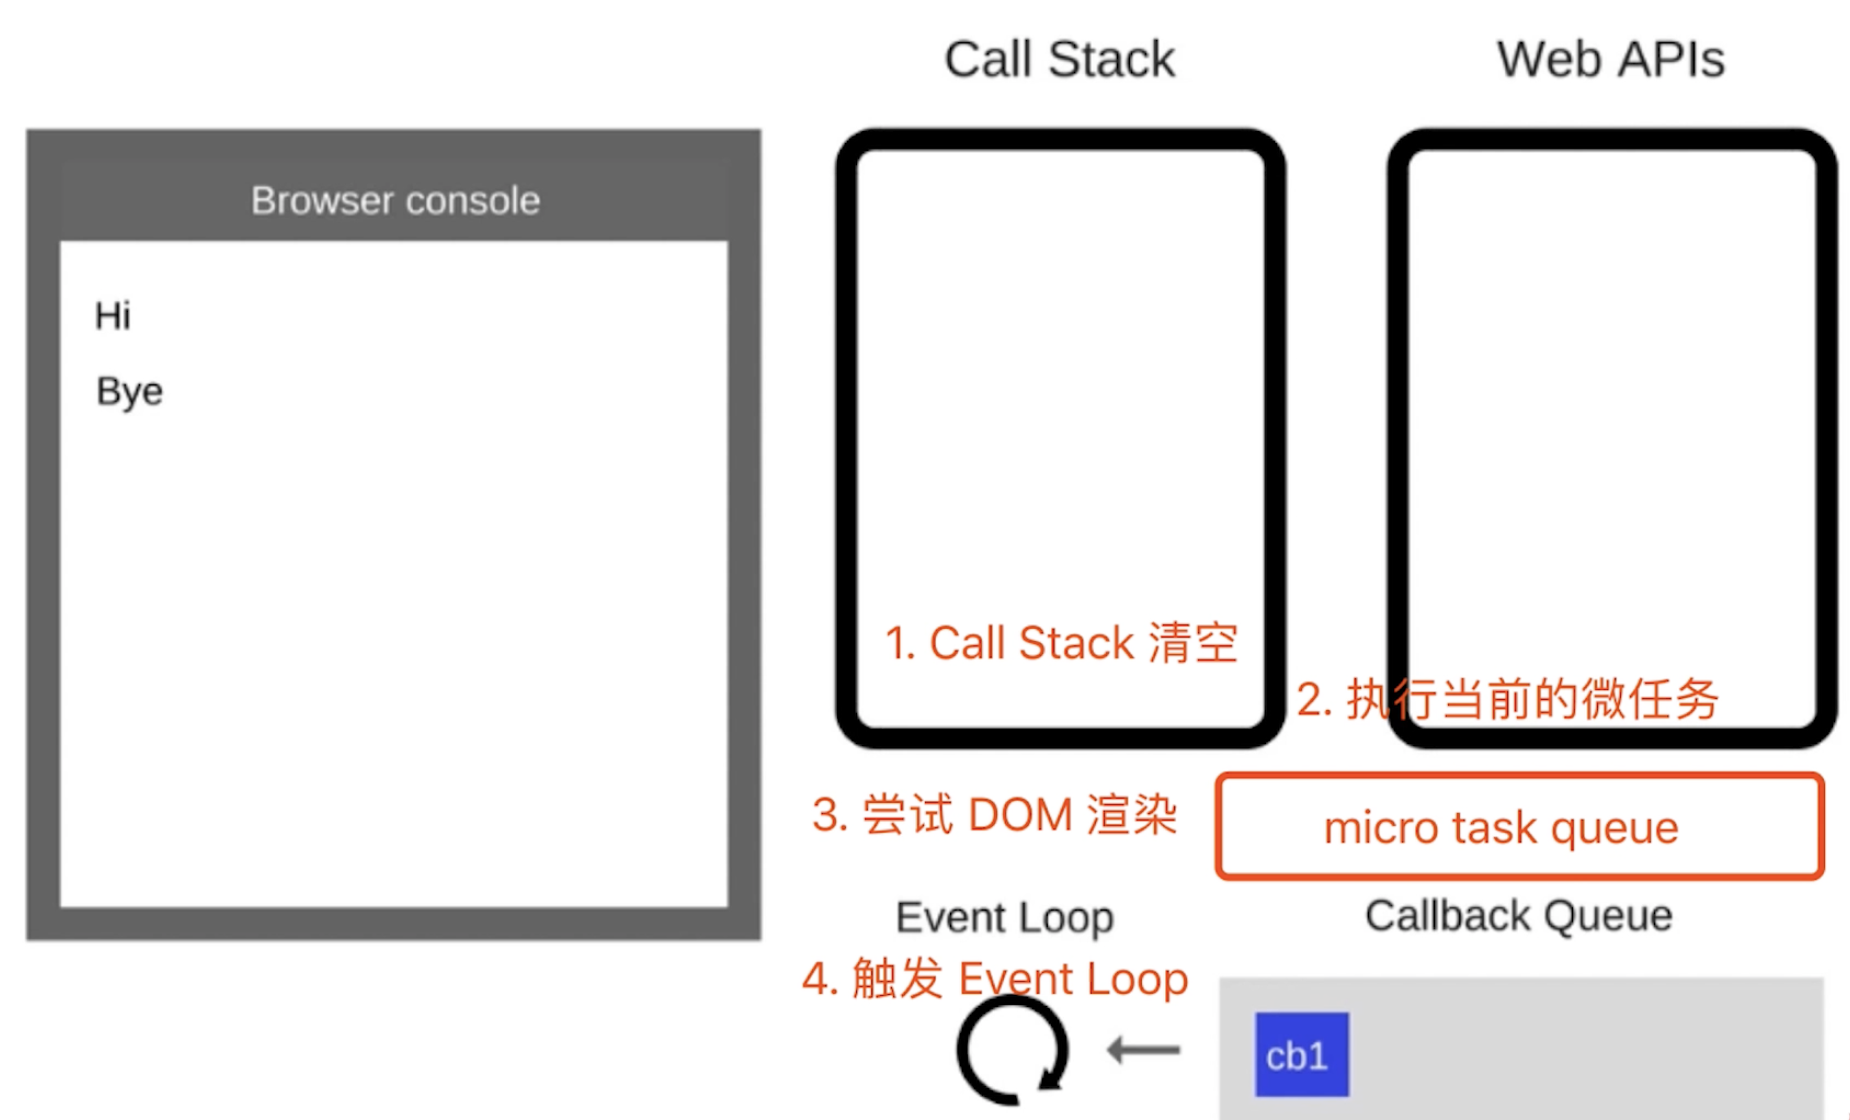 Call Stack
Web APIs
Browser console
Hi
Bye
1. Call Stack 清空
2. 执行当前的微任务
3. 尝试 DOM 渲染
micro task queue
Event Loop
Callback Queue
4. 触发 Event Loop
cb1